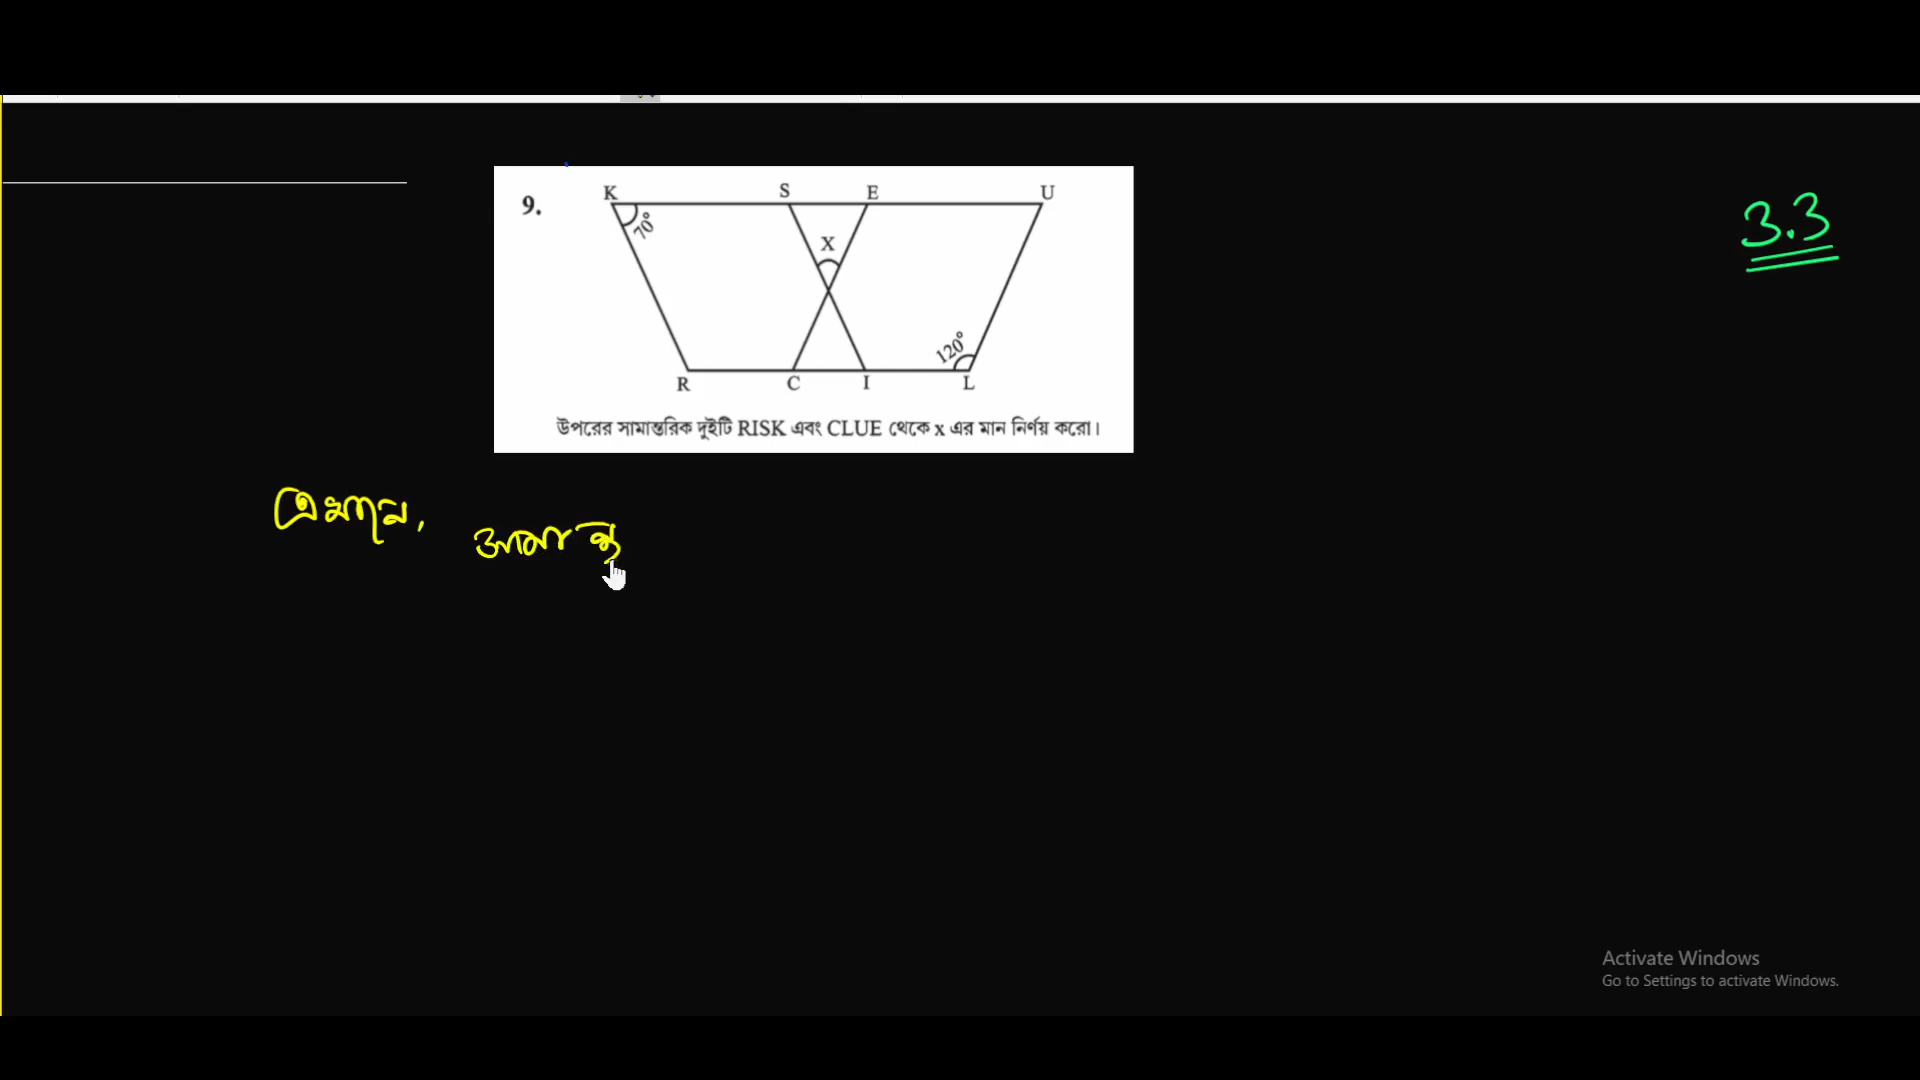 3.3
9.
K S E U
70°
X
120°
R C I L
উপরের সামান্তরিক দুইটি RISK এবং CLUE থেকে x এর মান নির্ণয় করো।
এখানে,
সামান্ত
Activate Windows
Go to Settings to activate Windows.